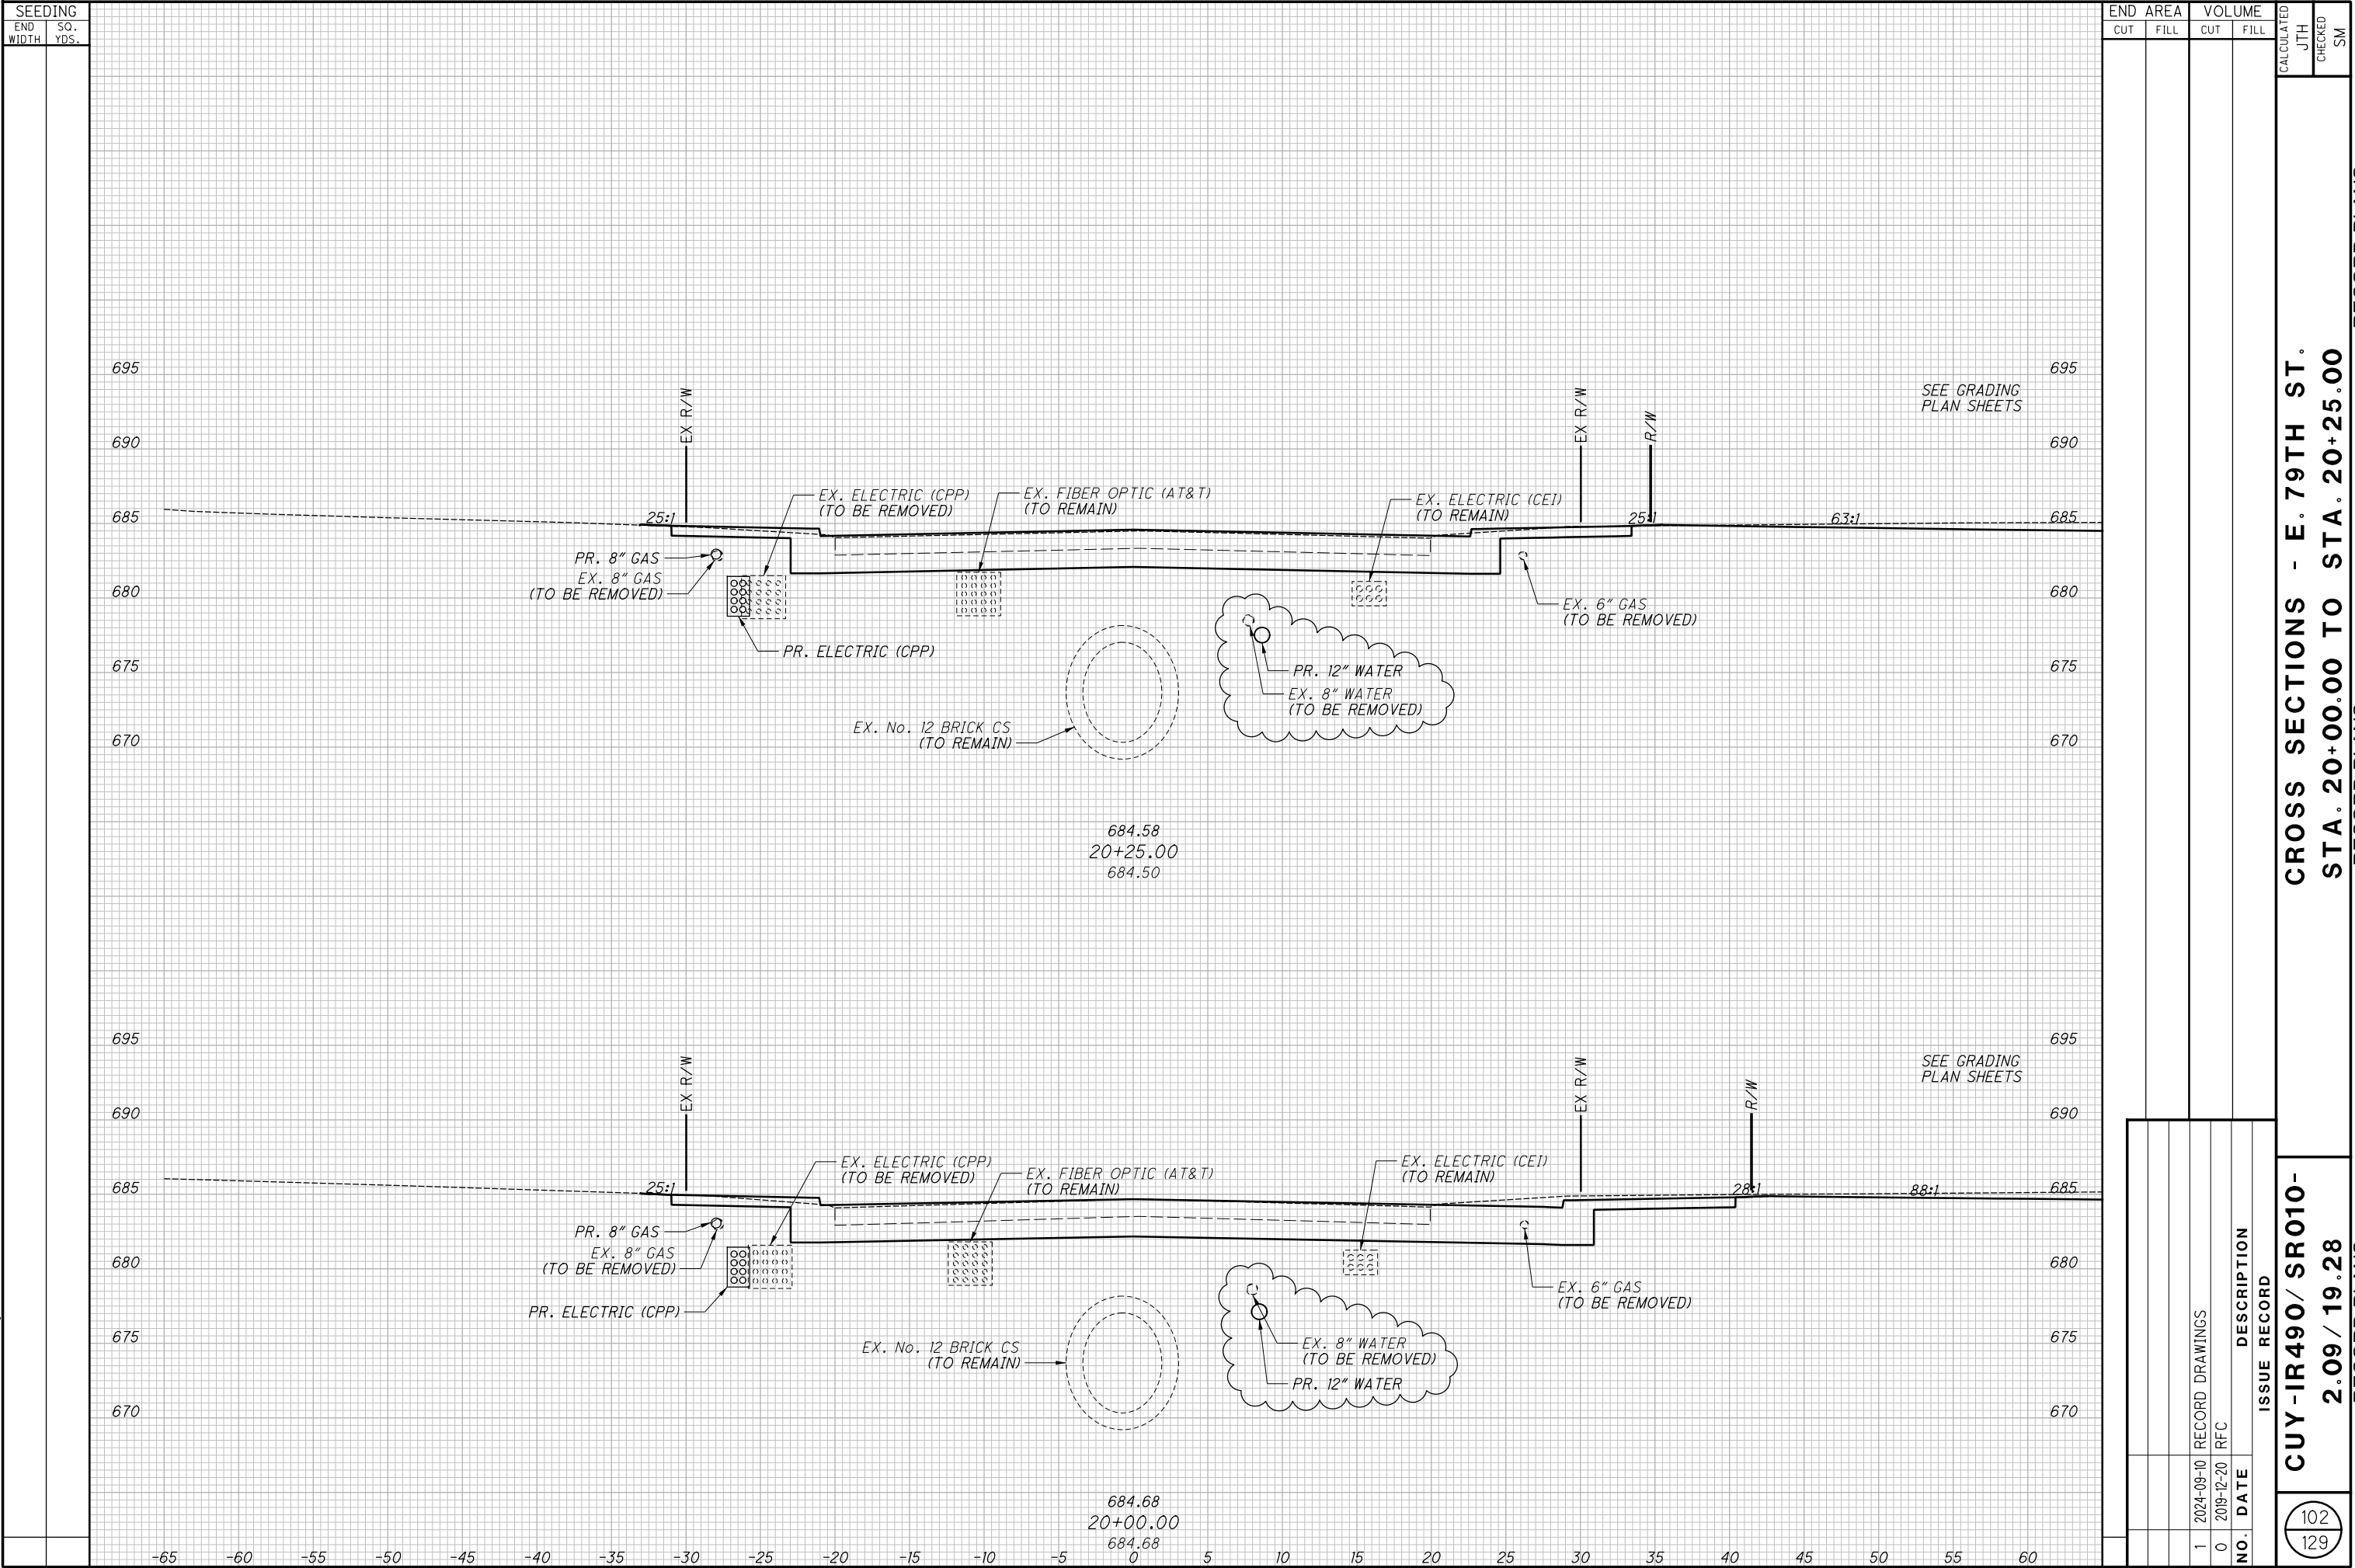 SEEDING
END WIDTH
SQ. YDS.
END AREA
VOLUME
CUT
FILL
CUT
FILL
CALCULATED
JTH
CHECKED
SM
695
690
685
680
675
670
EX R/W
EX R/W
R/W
SEE GRADING
PLAN SHEETS
695
690
685
680
675
670
25:1
25:1
63:1
EX. ELECTRIC (CPP)
(TO BE REMOVED)
EX. FIBER OPTIC (AT&T)
(TO REMAIN)
EX. ELECTRIC (CEI)
(TO REMAIN)
PR. 8" GAS
EX. 8" GAS
(TO BE REMOVED)
PR. ELECTRIC (CPP)
EX. 6" GAS
(TO BE REMOVED)
PR. 12" WATER
EX. 8" WATER
(TO BE REMOVED)
EX. No. 12 BRICK CS
(TO REMAIN)
684.58
20+25.00
684.50
695
690
685
680
675
670
EX R/W
EX R/W
R/W
SEE GRADING
PLAN SHEETS
695
690
685
680
675
670
25:1
28:1
88:1
EX. ELECTRIC (CPP)
(TO BE REMOVED)
EX. FIBER OPTIC (AT&T)
(TO REMAIN)
EX. ELECTRIC (CEI)
(TO REMAIN)
PR. 8" GAS
EX. 8" GAS
(TO BE REMOVED)
PR. ELECTRIC (CPP)
EX. 6" GAS
(TO BE REMOVED)
EX. 8" WATER
(TO BE REMOVED)
PR. 12" WATER
EX. No. 12 BRICK CS
(TO REMAIN)
684.68
20+00.00
684.68
-65 -60 -55 -50 -45 -40 -35 -30 -25 -20 -15 -10 -5 0 5 10 15 20 25 30 35 40 45 50 55 60
CROSS SECTIONS - E. 79TH ST.
STA. 20+00.00 TO STA. 20+25.00
1 2024-09-10 RECORD DRAWINGS
0 2019-12-20 RFC
NO. DATE DESCRIPTION
ISSUE RECORD
CUY-IR490/SR010-
2.09/19.28
102
129